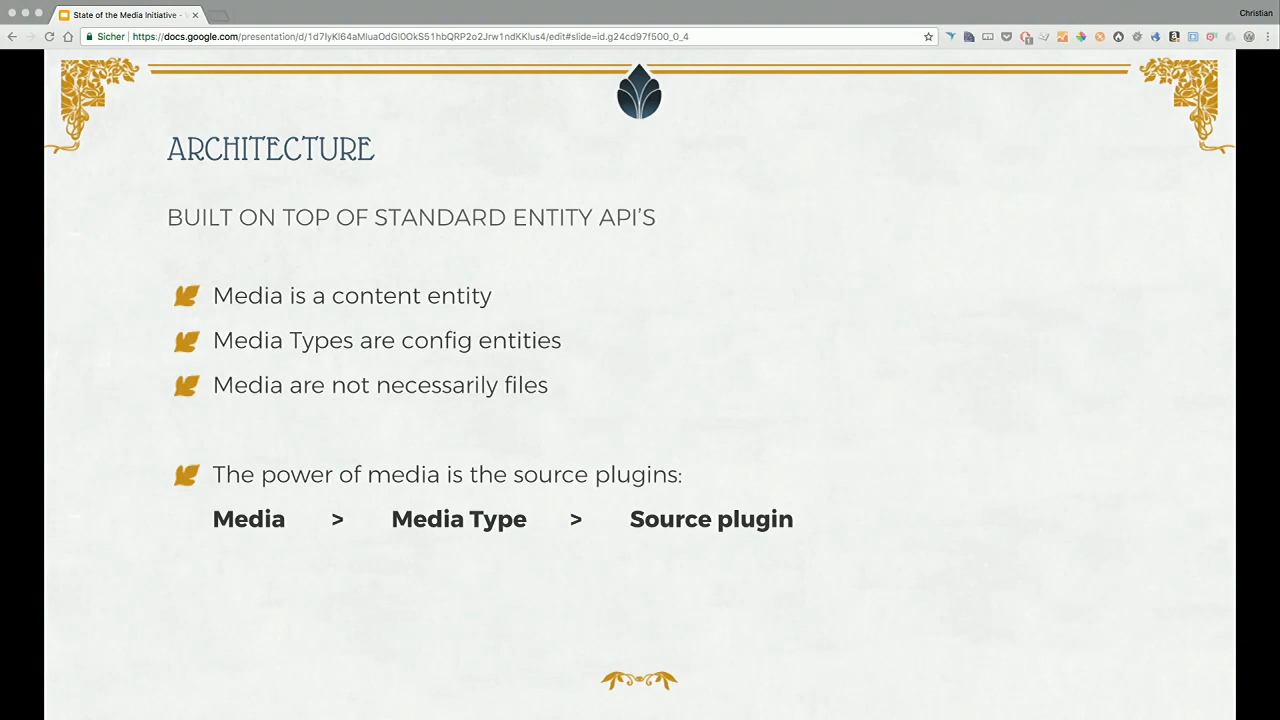 State of the Media Initiative -
Christian
Sicher
https://docs.google.com/presentation/d/1d7IyKl64aMluaOdGl0OkS51hbQRP2o2Jrw1ndKKlus4/edit#slide=id.g24cd97f500_0_4
ARCHITECTURE
BUILT ON TOP OF STANDARD ENTITY API'S
Media is a content entity
Media Types are config entities
Media are not necessarily files
The power of media is the source plugins:
Media > Media Type > Source plugin